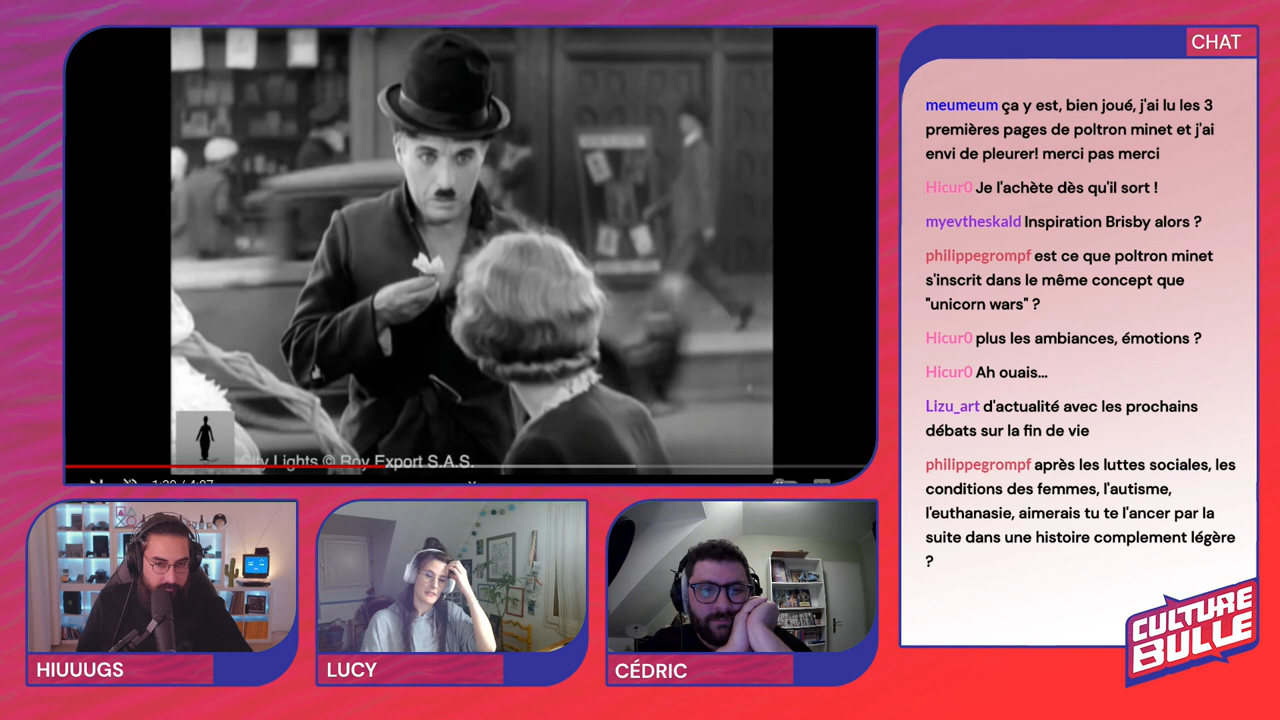 CHAT
meumeum ça y est, bien joué, j'ai lu les 3
premières pages de poltron minet et j'ai
envi de pleurer! merci pas merci
Hicur0 Je l'achète dès qu'il sort !
myevtheskald Inspiration Brisby alors ?
philippegrompf est ce que poltron minet
s'inscrit dans le même concept que
"unicorn wars" ?
Hicur0 plus les ambiances, émotions ?
Hicur0 Ah ouais...
Lizu_art d'actualité avec les prochains
débats sur la fin de vie
philippegrompf après les luttes sociales, les
conditions des femmes, l'autisme,
l'euthanasie, aimerais tu te l'ancer par la
suite dans une histoire complement légère
?
City Lights © Roy Export S.A.S.
HIUUUGS
LUCY
CÉDRIC
CULTURE
BULLE